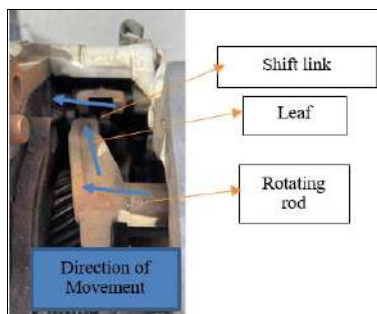 Shift link
Leaf
Rotating
rod
Direction of
Movement